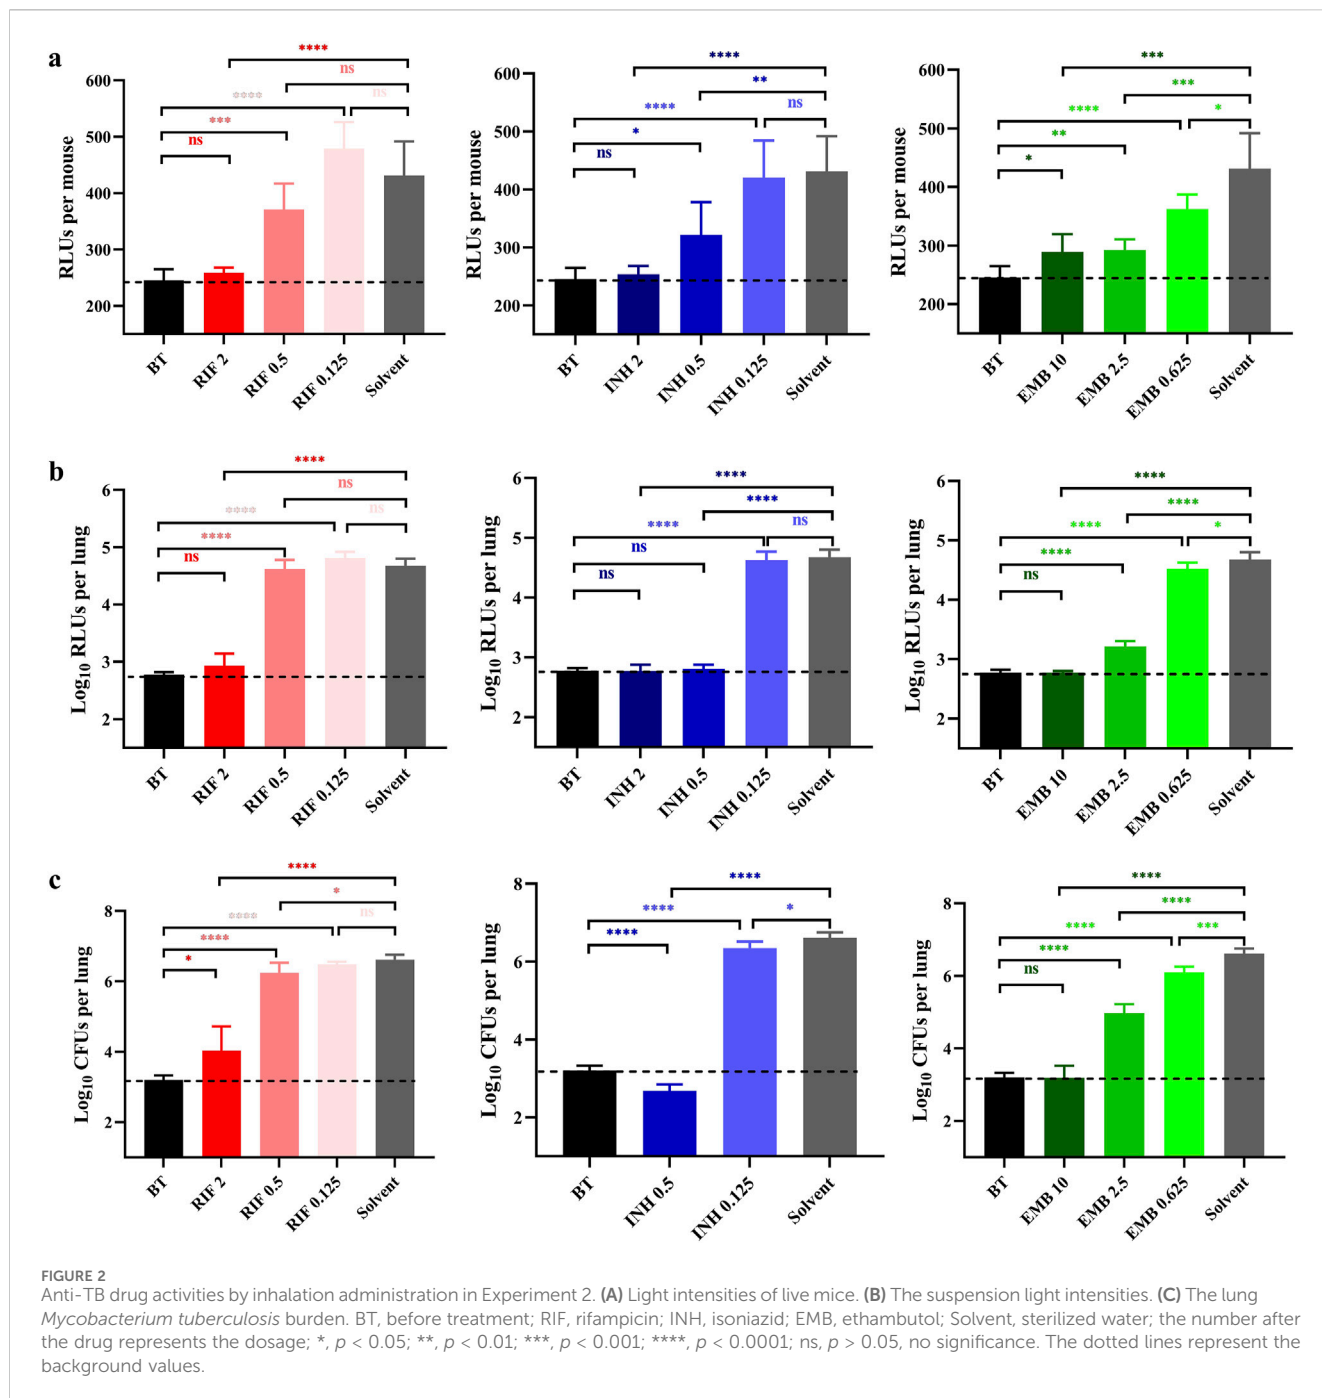 a
****
ns
****
ns
***
ns
RLUs per mouse
600
500
400
300
200
BT
RIF 2
RIF 0.5
RIF 0.125
Solvent
****
**
****
ns
*
ns
RLUs per mouse
600
500
400
300
200
BT
INH 2
INH 0.5
INH 0.125
Solvent
***
***
****
*
**
*
RLUs per mouse
600
500
400
300
200
BT
EMB 10
EMB 2.5
EMB 0.625
Solvent
b
****
ns
****
ns
****
ns
Log10 RLUs per lung
6
5
4
3
2
BT
RIF 2
RIF 0.5
RIF 0.125
Solvent
****
****
****
ns
ns
ns
Log10 RLUs per lung
6
5
4
3
2
BT
INH 2
INH 0.5
INH 0.125
Solvent
****
****
****
*
****
ns
Log10 RLUs per lung
6
5
4
3
2
BT
EMB 10
EMB 2.5
EMB 0.625
Solvent
c
****
*
****
ns
****
*
Log10 CFUs per lung
8
6
4
2
BT
RIF 2
RIF 0.5
RIF 0.125
Solvent
****
****
*
****
Log10 CFUs per lung
8
6
4
2
BT
INH 0.5
INH 0.125
Solvent
****
****
****
***
****
ns
Log10 CFUs per lung
8
6
4
2
BT
EMB 10
EMB 2.5
EMB 0.625
Solvent
FIGURE 2
Anti-TB drug activities by inhalation administration in Experiment 2. (A) Light intensities of live mice. (B) The suspension light intensities. (C) The lung
Mycobacterium tuberculosis burden. BT, before treatment; RIF, rifampicin; INH, isoniazid; EMB, ethambutol; Solvent, sterilized water; the number after
the drug represents the dosage; *, p < 0.05; **, p < 0.01; ***, p < 0.001; ****, p < 0.0001; ns, p > 0.05, no significance. The dotted lines represent the
background values.